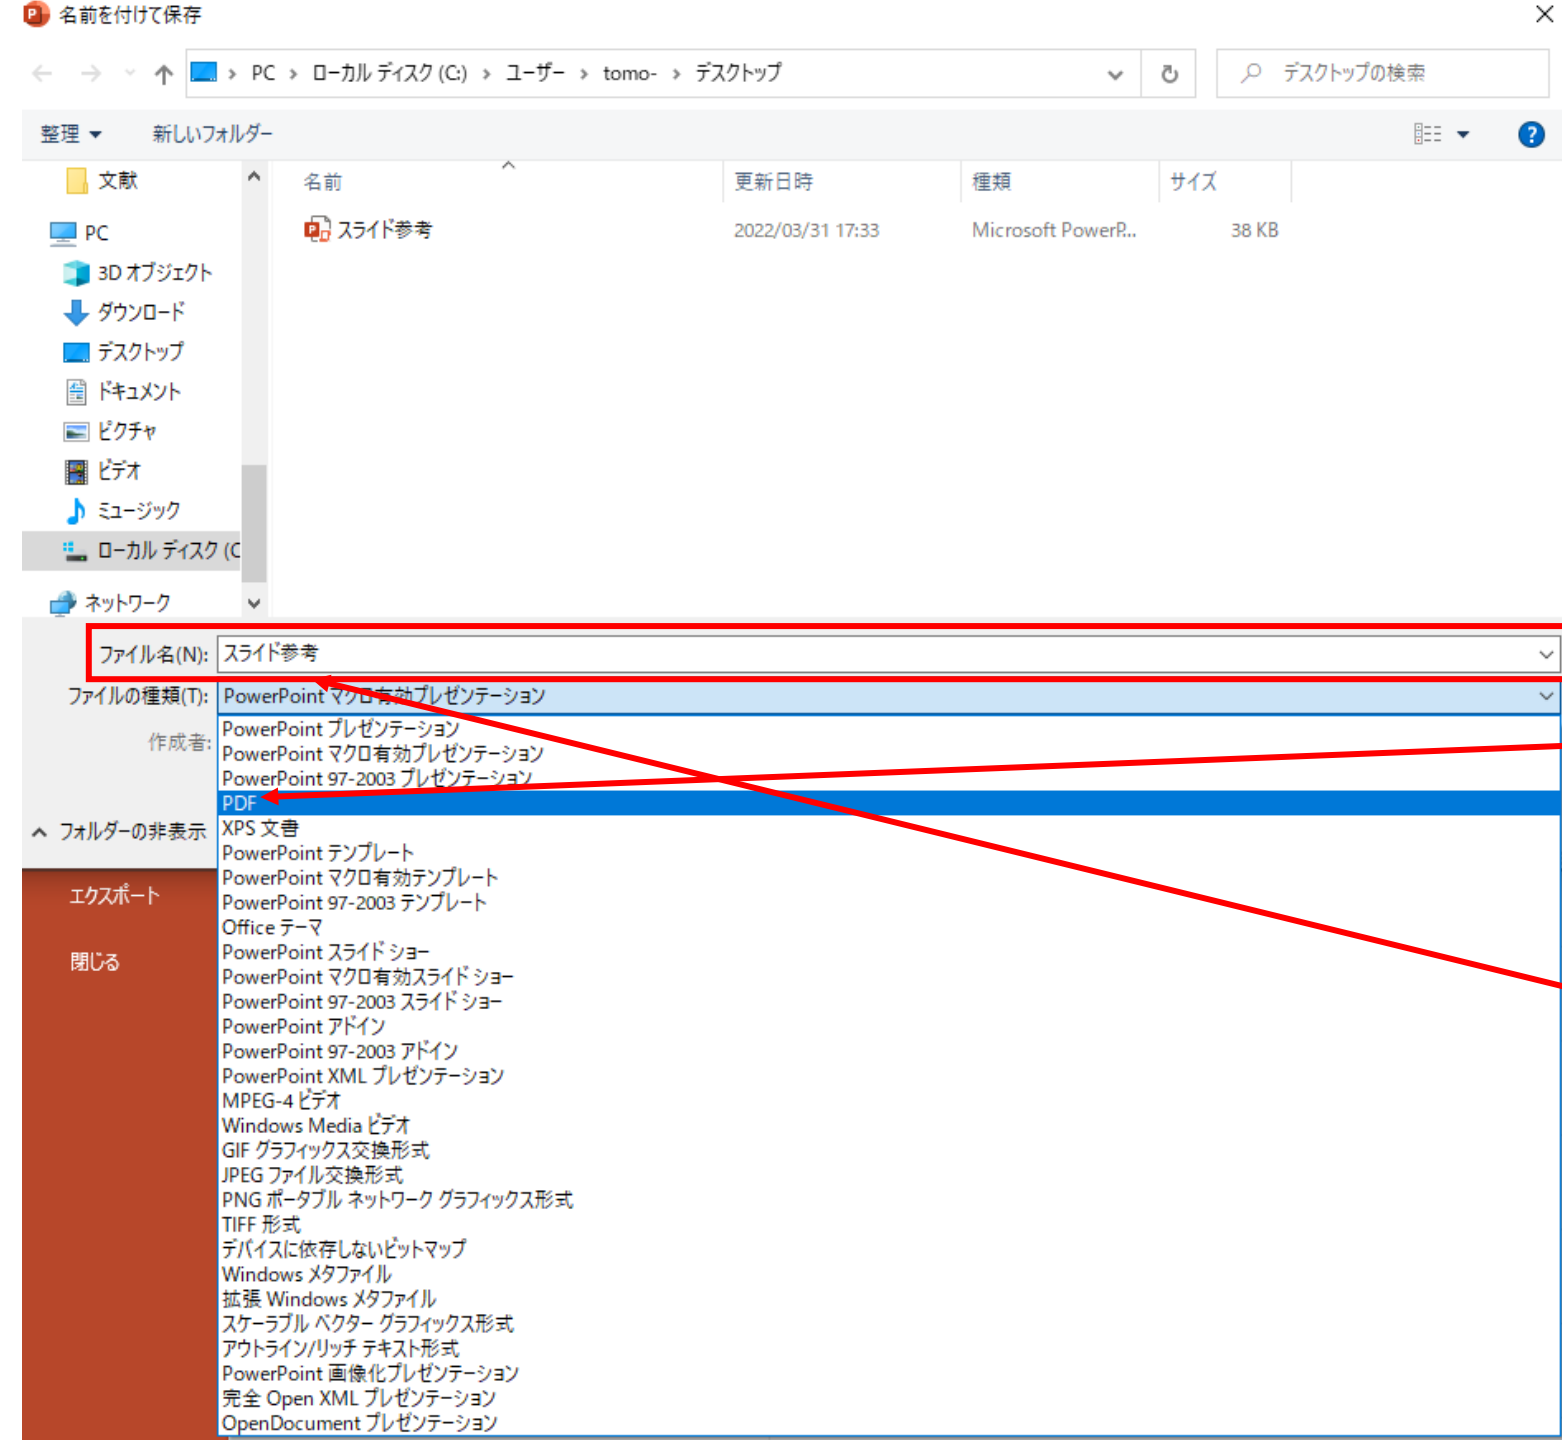 名前を付けて保存
PC › ローカル ディスク (C:) › ユーザー › tomo- › デスクトップ
デスクトップの検索
整理 新しいフォルダー
文献
PC
3D オブジェクト
ダウンロード
デスクトップ
ドキュメント
ピクチャ
ビデオ
ミュージック
ローカル ディスク (C
ネットワーク
名前 更新日時 種類 サイズ
スライド参考 2022/03/31 17:33 Microsoft PowerP... 38 KB
ファイル名(N): スライド参考
ファイルの種類(T): PowerPoint マクロ有効プレゼンテーション
作成者:
フォルダーの非表示
エクスポート
閉じる
PowerPoint プレゼンテーション
PowerPoint マクロ有効プレゼンテーション
PowerPoint 97-2003 プレゼンテーション
PDF
XPS 文書
PowerPoint テンプレート
PowerPoint マクロ有効テンプレート
PowerPoint 97-2003 テンプレート
Office テーマ
PowerPoint スライド ショー
PowerPoint マクロ有効スライド ショー
PowerPoint 97-2003 スライド ショー
PowerPoint アドイン
PowerPoint 97-2003 アドイン
PowerPoint XML プレゼンテーション
MPEG-4 ビデオ
Windows Media ビデオ
GIF グラフィックス交換形式
JPEG ファイル交換形式
PNG ポータブル ネットワーク グラフィックス形式
TIFF 形式
デバイスに依存しないビットマップ
Windows メタファイル
拡張 Windows メタファイル
スケーラブル ベクター グラフィックス形式
アウトライン/リッチ テキスト形式
PowerPoint 画像化プレゼンテーション
完全 Open XML プレゼンテーション
OpenDocument プレゼンテーション